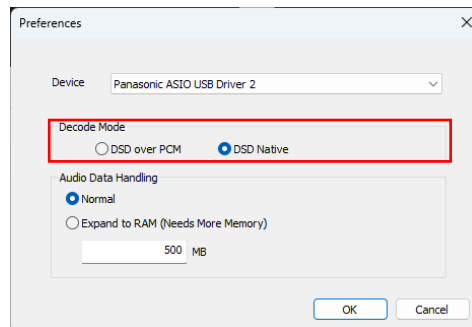 Preferences
Device Panasonic ASIO USB Driver 2
Decode Mode
DSD over PCM DSD Native
Audio Data Handling
Normal
Expand to RAM (Needs More Memory)
500 MB
OK Cancel